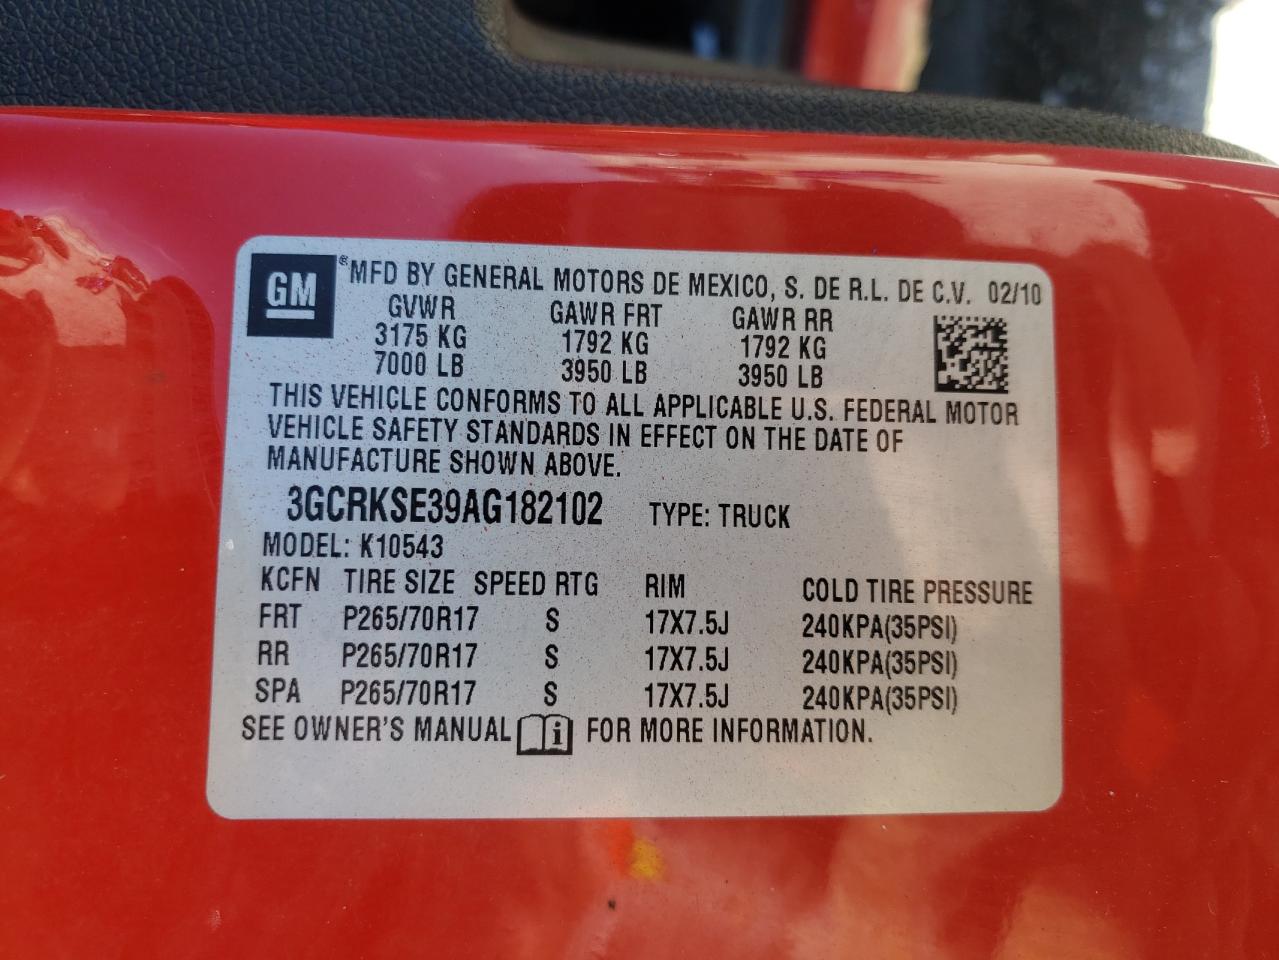 GM ® MFD BY GENERAL MOTORS DE MEXICO, S. DE R.L. DE C.V. 02/10
GVWR GAWR FRT GAWR RR
3175 KG 1792 KG 1792 KG
7000 LB 3950 LB 3950 LB
THIS VEHICLE CONFORMS TO ALL APPLICABLE U.S. FEDERAL MOTOR
VEHICLE SAFETY STANDARDS IN EFFECT ON THE DATE OF
MANUFACTURE SHOWN ABOVE.
3GCRKSE39AG182102 TYPE: TRUCK
MODEL: K10543
KCFN TIRE SIZE SPEED RTG RIM COLD TIRE PRESSURE
FRT P265/70R17 S 17X7.5J 240KPA(35PSI)
RR P265/70R17 S 17X7.5J 240KPA(35PSI)
SPA P265/70R17 S 17X7.5J 240KPA(35PSI)
SEE OWNER'S MANUAL i FOR MORE INFORMATION.